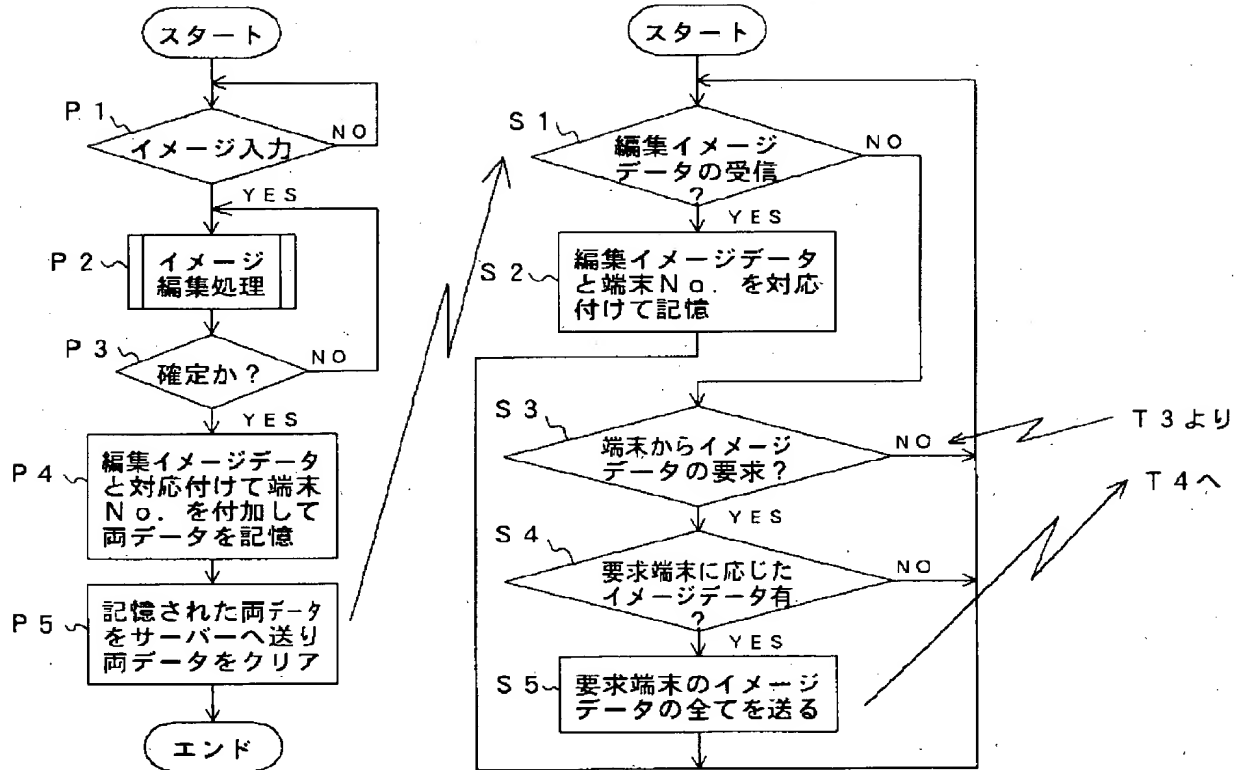 スタート
P1
イメージ入力
NO
YES
P2
イメージ
編集処理
P3
確定か?
NO
YES
P4
編集イメージデータ
と対応付けて端末
No.を付加して
両データを記憶
P5
記憶された両データ
をサーバーへ送り
両データをクリア
エンド
スタート
S1
編集イメージ
データの受信
?
NO
YES
S2
編集イメージデータ
と端末No.を対応
付けて記憶
S3
端末からイメージ
データの要求?
NO
T3より
YES
T4へ
S4
要求端末に応じた
イメージデータ有
?
NO
YES
S5
要求端末のイメージ
データの全てを送る